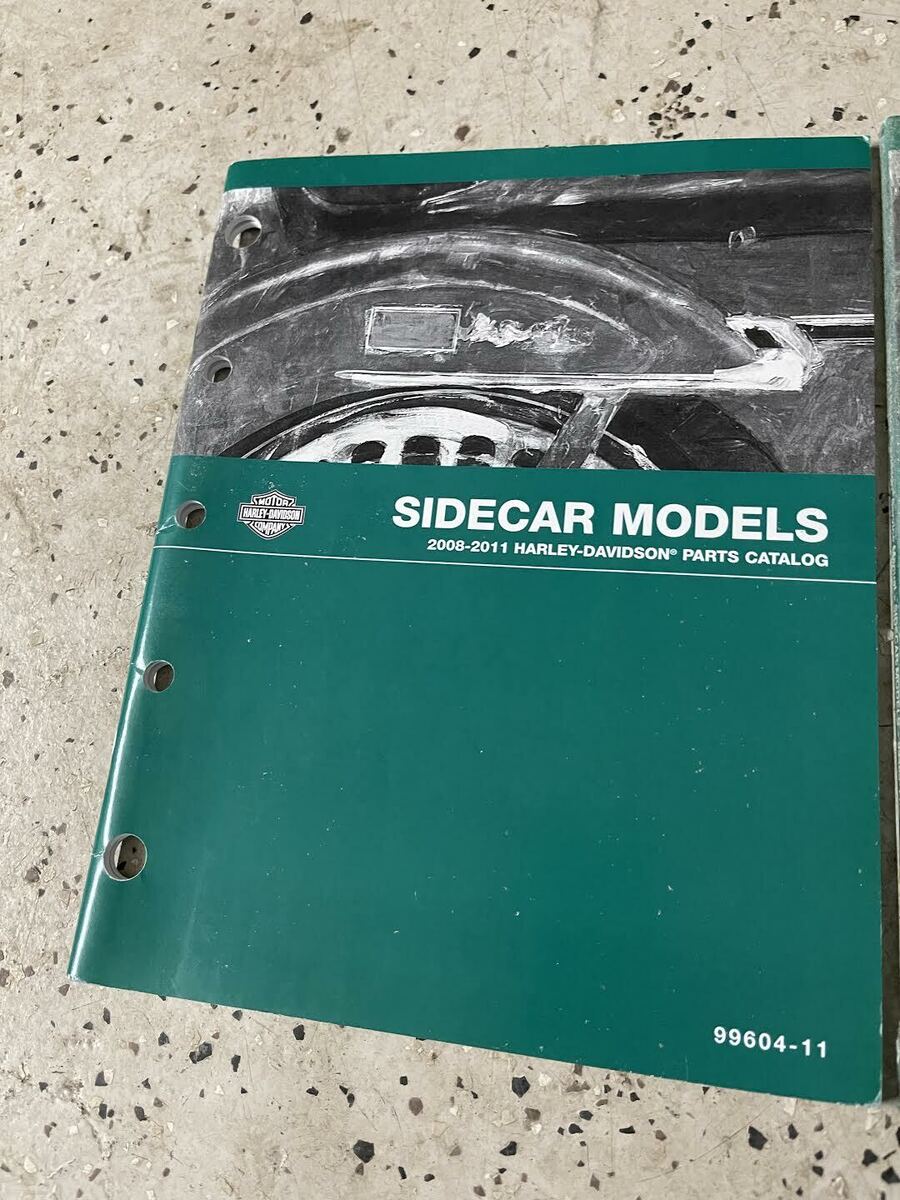 MOTOR
HARLEY-DAVIDSON
COMPANY
SIDECAR MODELS
2008-2011 HARLEY-DAVIDSON® PARTS CATALOG
99604-11